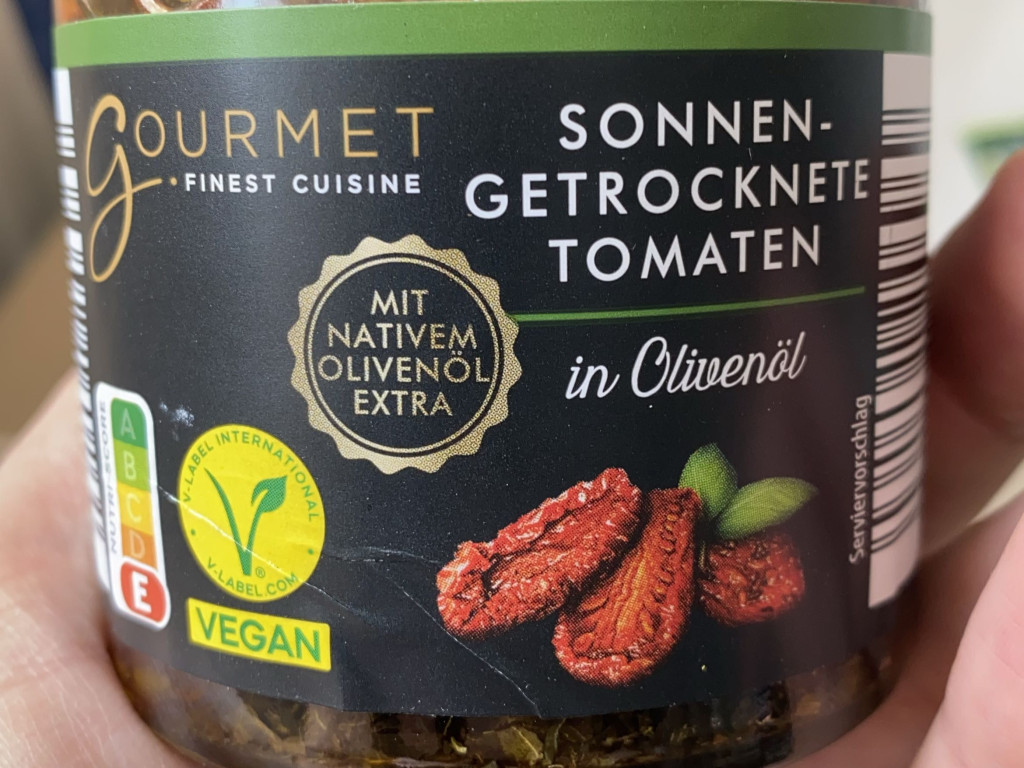 GOURMET
FINEST CUISINE
SONNEN-
GETROCKNETE
TOMATEN
in Olivenöl
MIT
NATIVEM
OLIVENÖL
EXTRA
NUTRI-SCORE
A
B
C
D
E
V-LABEL INTERNATIONAL
V-LABEL.COM
®
VEGAN
Serviervorschlag